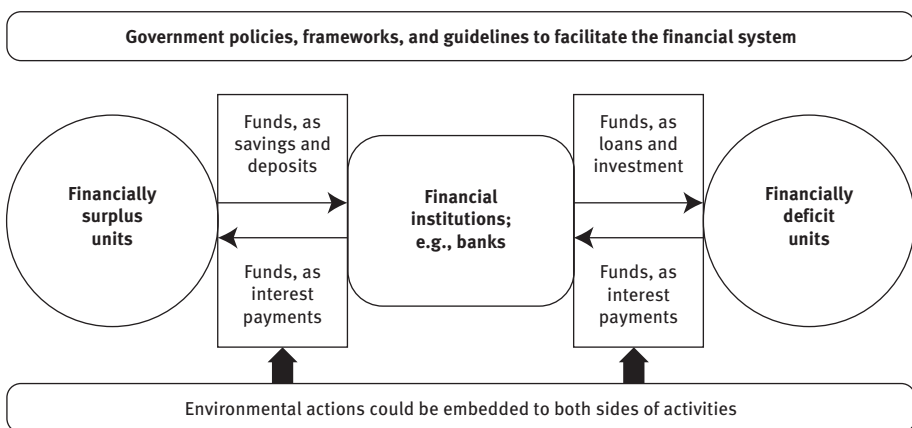 Government policies, frameworks, and guidelines to facilitate the financial system
Financially
surplus
units
Funds, as
savings and
deposits
Funds, as
interest
payments
Financial
institutions;
e.g., banks
Funds, as
loans and
investment
Funds, as
interest
payments
Financially
deficit
units
Environmental actions could be embedded to both sides of activities